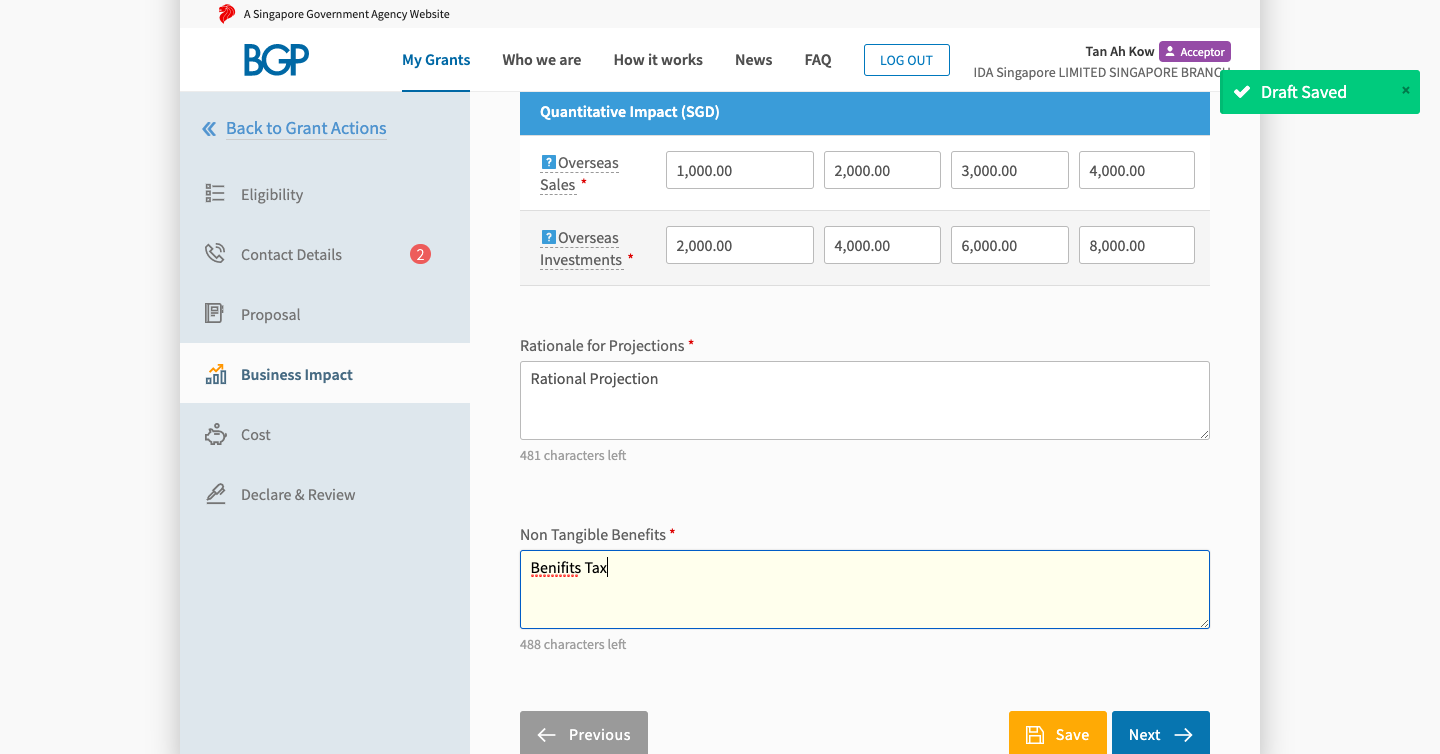 A Singapore Government Agency Website
BGP
My Grants
Who we are
How it works
News
FAQ
LOG OUT
Tan Ah Kow
Acceptor
IDA Singapore LIMITED SINGAPORE BRANCH
Draft Saved
×
Back to Grant Actions
Eligibility
Contact Details
2
Proposal
Business Impact
Cost
Declare & Review
Quantitative Impact (SGD)
? Overseas
Sales *
1,000.00
2,000.00
3,000.00
4,000.00
? Overseas
Investments *
2,000.00
4,000.00
6,000.00
8,000.00
Rationale for Projections *
Rational Projection
481 characters left
Non Tangible Benefits *
Benifits Tax
488 characters left
Previous
Save
Next